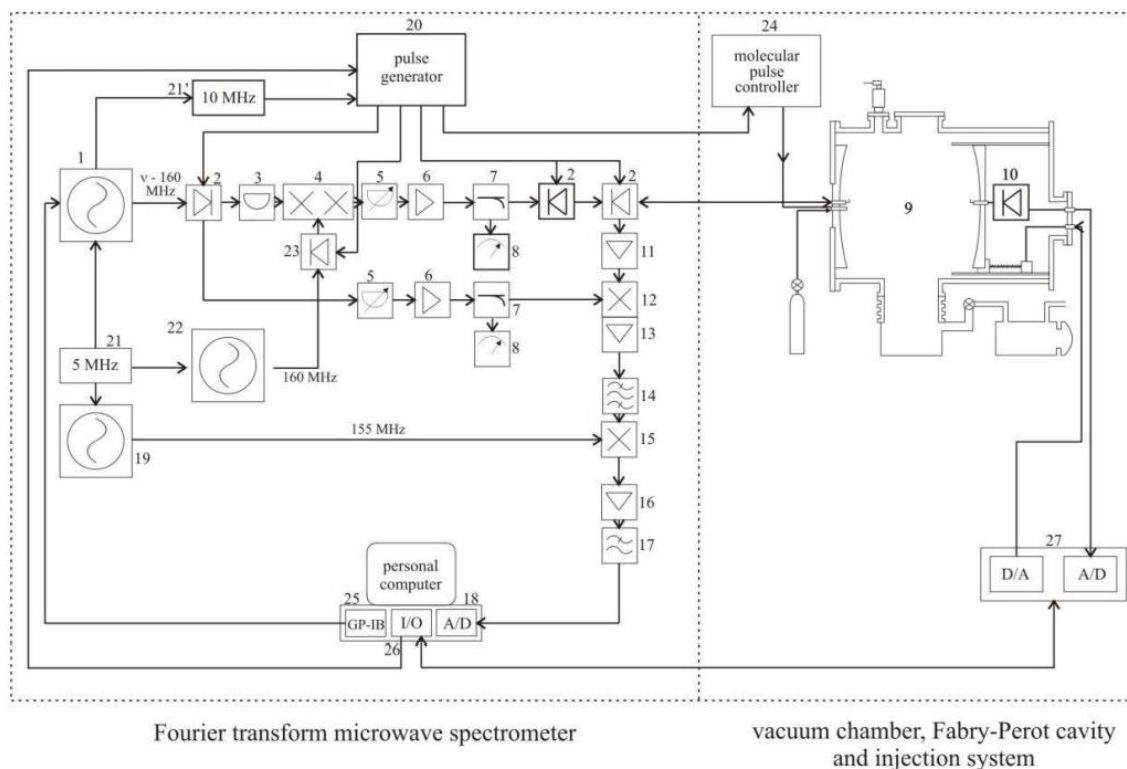 20
pulse
generator
24
molecular
pulse
controller
21'
10 MHz
1
ν - 160
MHz
2
3
4
5
6
7
2
2
10
9
23
8
11
5
6
7
12
22
21
5 MHz
8
13
160 MHz
14
155 MHz
15
19
16
17
personal
computer
27
D/A
A/D
25
18
GP-IB
I/O
A/D
26
Fourier transform microwave spectrometer
vacuum chamber, Fabry-Perot cavity
and injection system